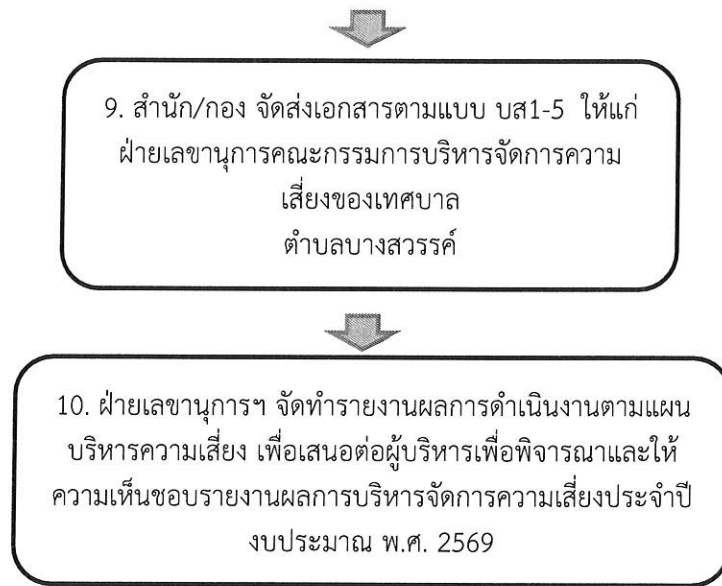 9. สำนัก/กอง จัดส่งเอกสารตามแบบ บส1-5 ให้แก่
ฝ่ายเลขานุการคณะกรรมการบริหารจัดการความ
เสี่ยงของเทศบาล
ตำบลบางสวรรค์
10. ฝ่ายเลขานุการฯ จัดทำรายงานผลการดำเนินงานตามแผน
บริหารความเสี่ยง เพื่อเสนอต่อผู้บริหารเพื่อพิจารณาและให้
ความเห็นชอบรายงานผลการบริหารจัดการความเสี่ยงประจำปี
งบประมาณ พ.ศ. 2569